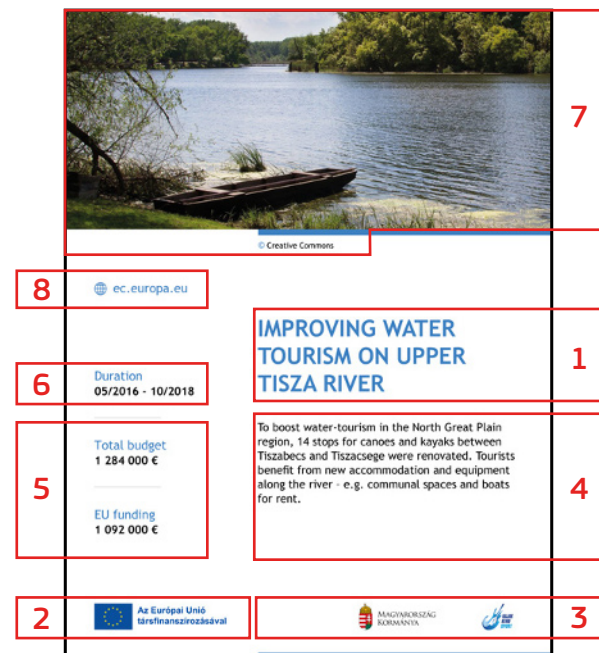 7
© Creative Commons
8
ec.europa.eu
IMPROVING WATER
TOURISM ON UPPER
TISZA RIVER
1
6
Duration
05/2016 - 10/2018
To boost water-tourism in the North Great Plain
region, 14 stops for canoes and kayaks between
Tiszabecs and Tiszacsege were renovated. Tourists
benefit from new accommodation and equipment
along the river - e.g. communal spaces and boats
for rent.
4
5
Total budget
1 284 000 €
EU funding
1 092 000 €
2
Az Európai Unió
társfinanszírozásával
MAGYARORSZÁG
KORMÁNYA
3